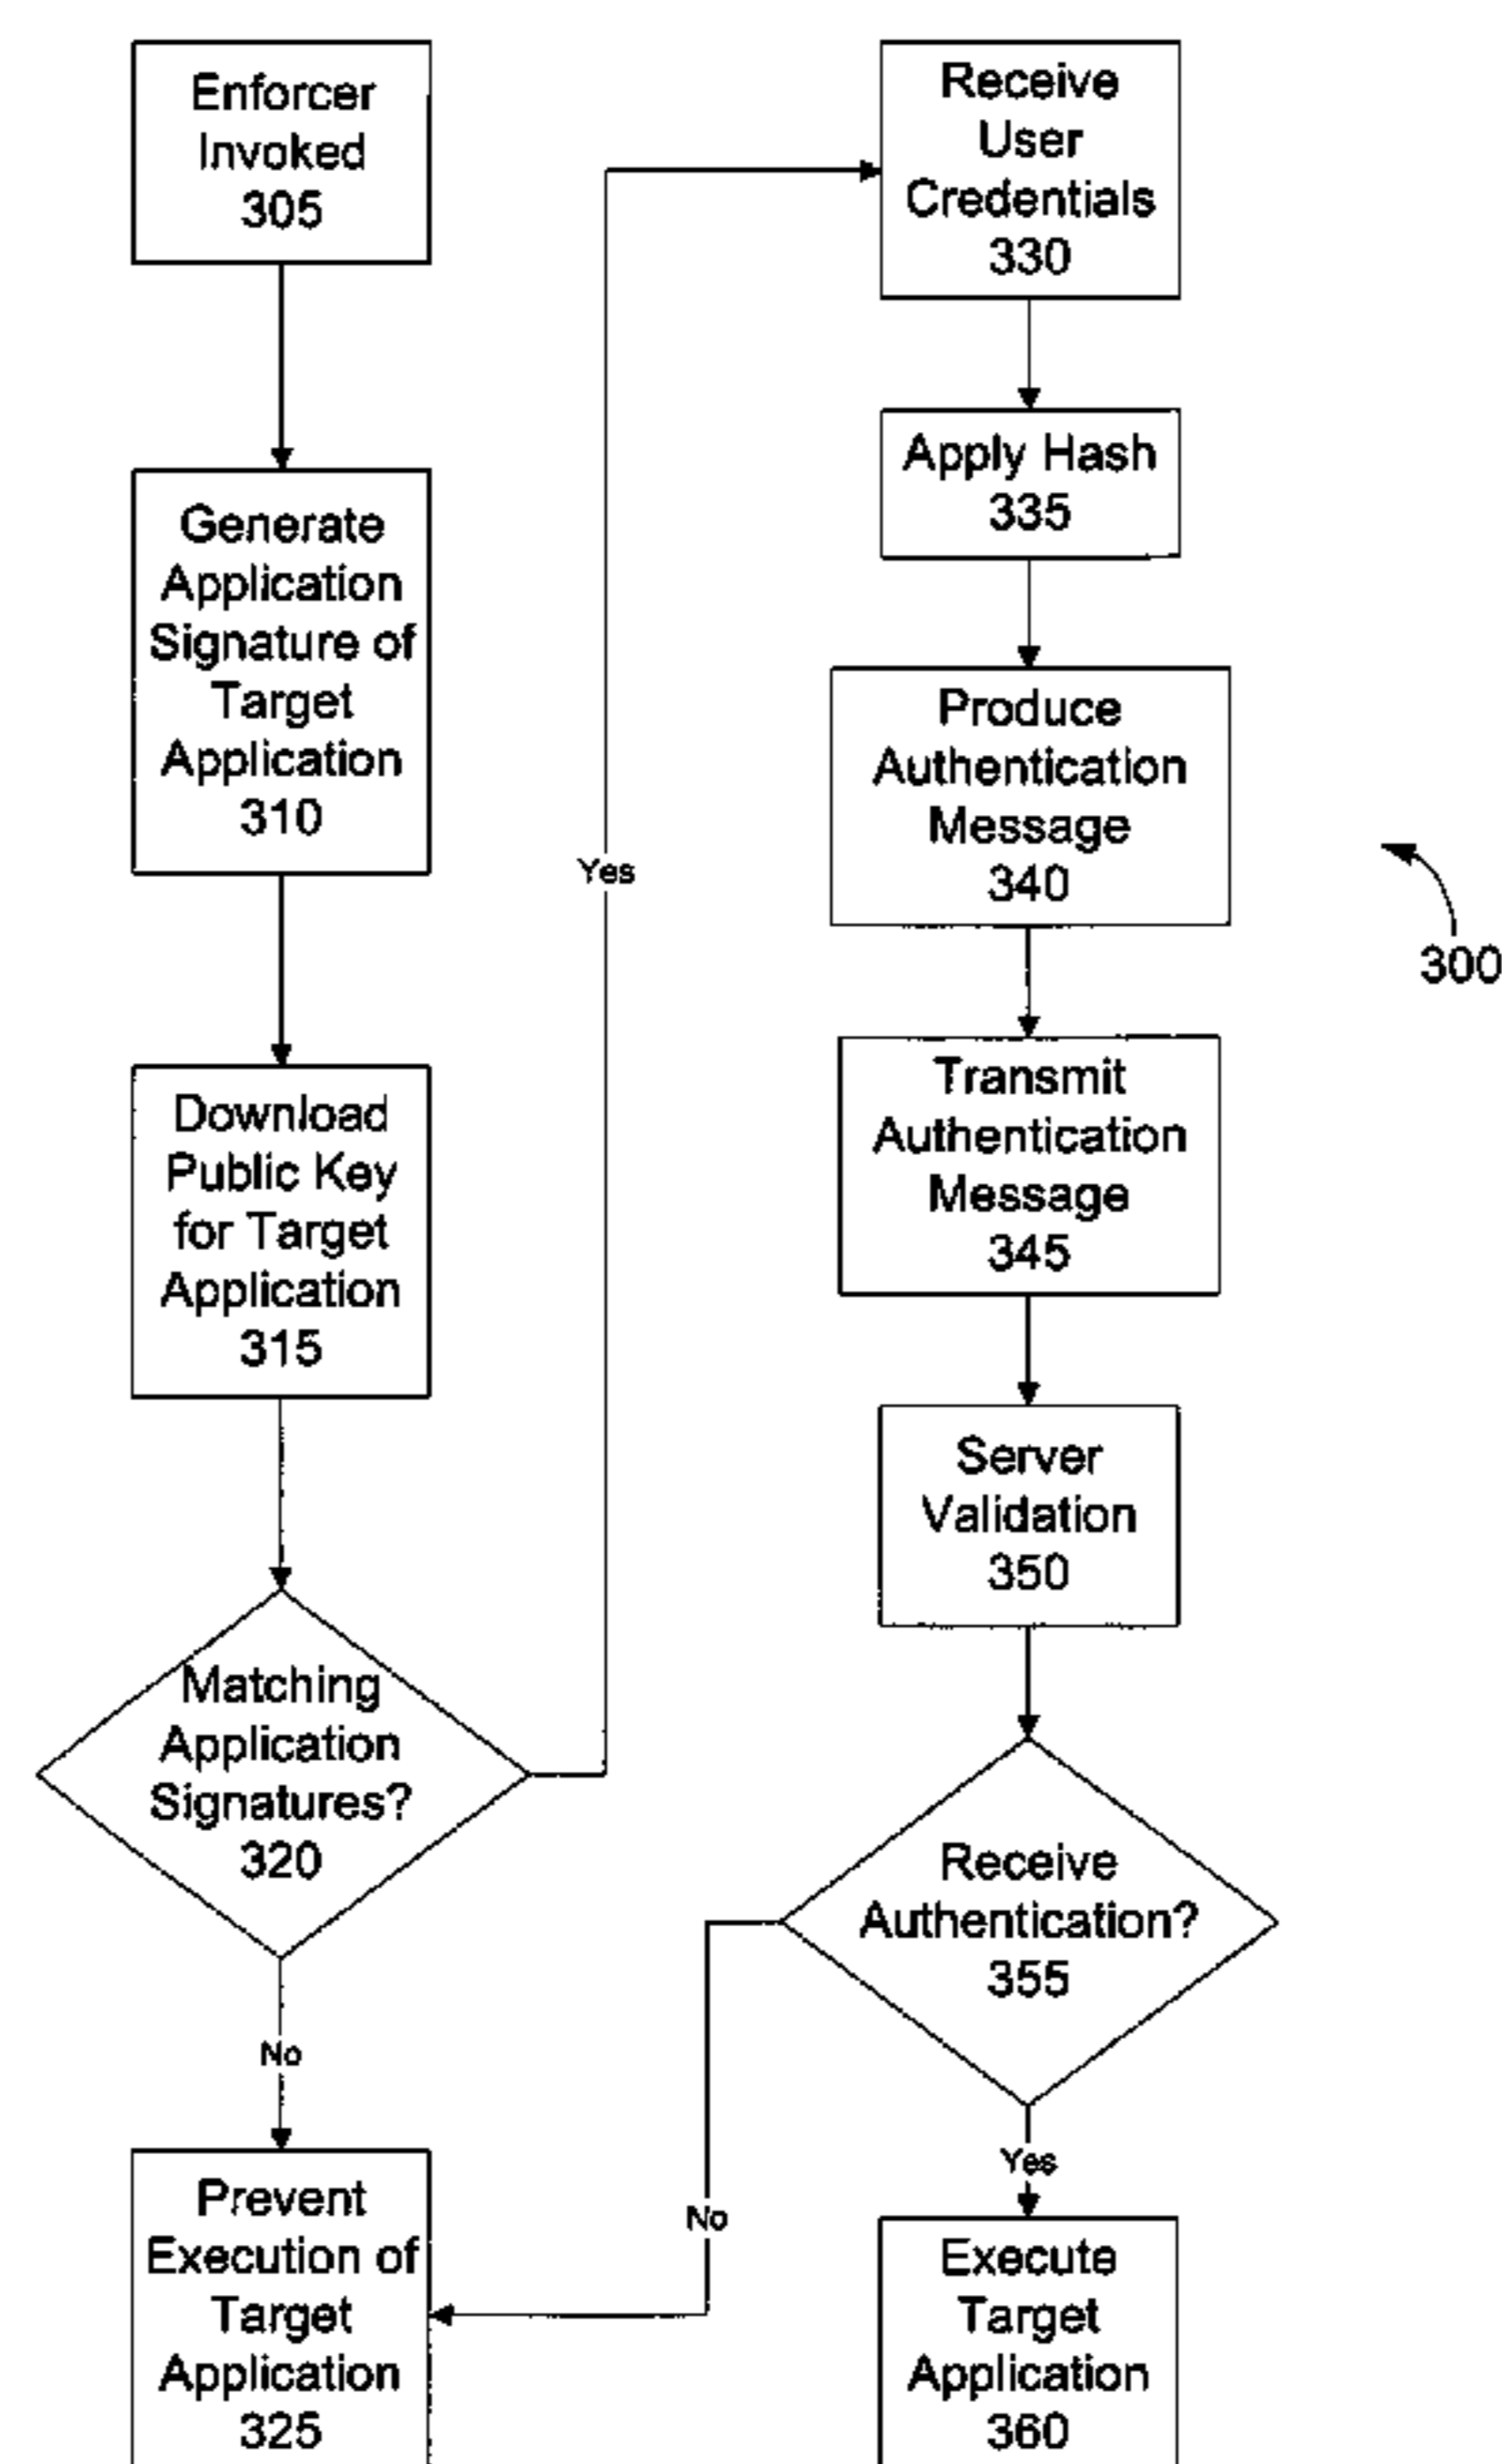 Enforcer
Invoked
305
Generate
Application
Signature of
Target
Application
310
Download
Public Key
for Target
Application
315
Matching
Application
Signatures?
320
No
Prevent
Execution of
Target
Application
325
Yes
Receive
User
Credentials
330
Apply Hash
335
Produce
Authentication
Message
340
Transmit
Authentication
Message
345
Server
Validation
350
Receive
Authentication?
355
No
Yes
Execute
Target
Application
360
300